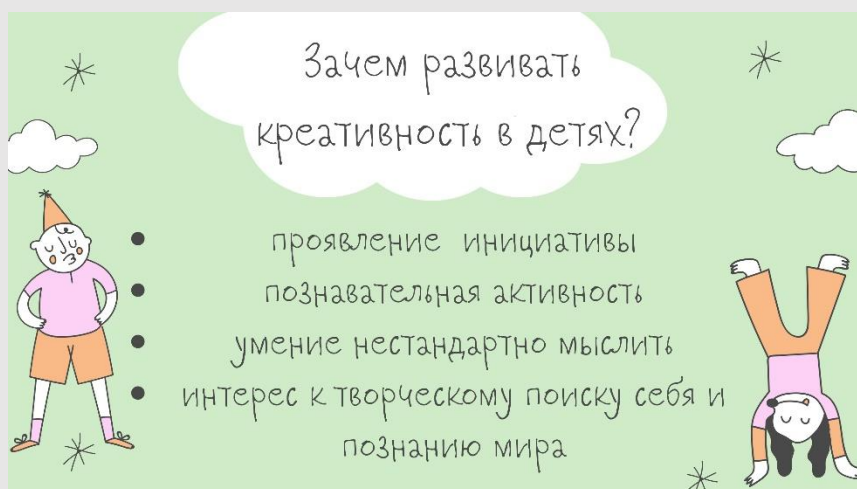 Зачем развивать
креативность в детях?
• проявление инициативы
• познавательная активность
• умение нестандартно мыслить
• интерес к творческому поиску себя и
познанию мира